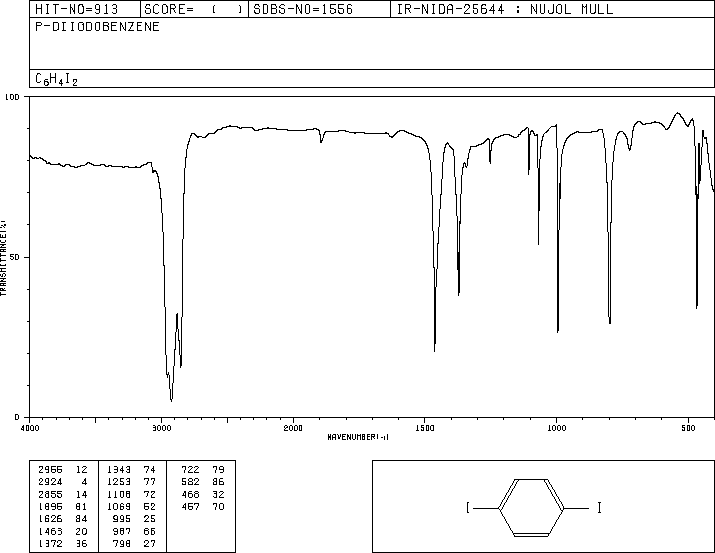 HIT-NO=913 SCORE= ( ) SDBS-NO=1556 IR-NIDA-25644 : NUJOL MULL
P-DIIODOBENZENE
C6H4I2
100
50
0
TRANSMITTANCE(%)
4000 3000 2000 1500 1000 500
WAVENUMBER(-1)
2955 12 1343 74 722 79
2924 4 1253 77 582 86
2855 14 1108 72 468 32
1895 81 1069 52 457 70
1626 84 995 25
1463 20 987 66
1372 36 798 27
I I